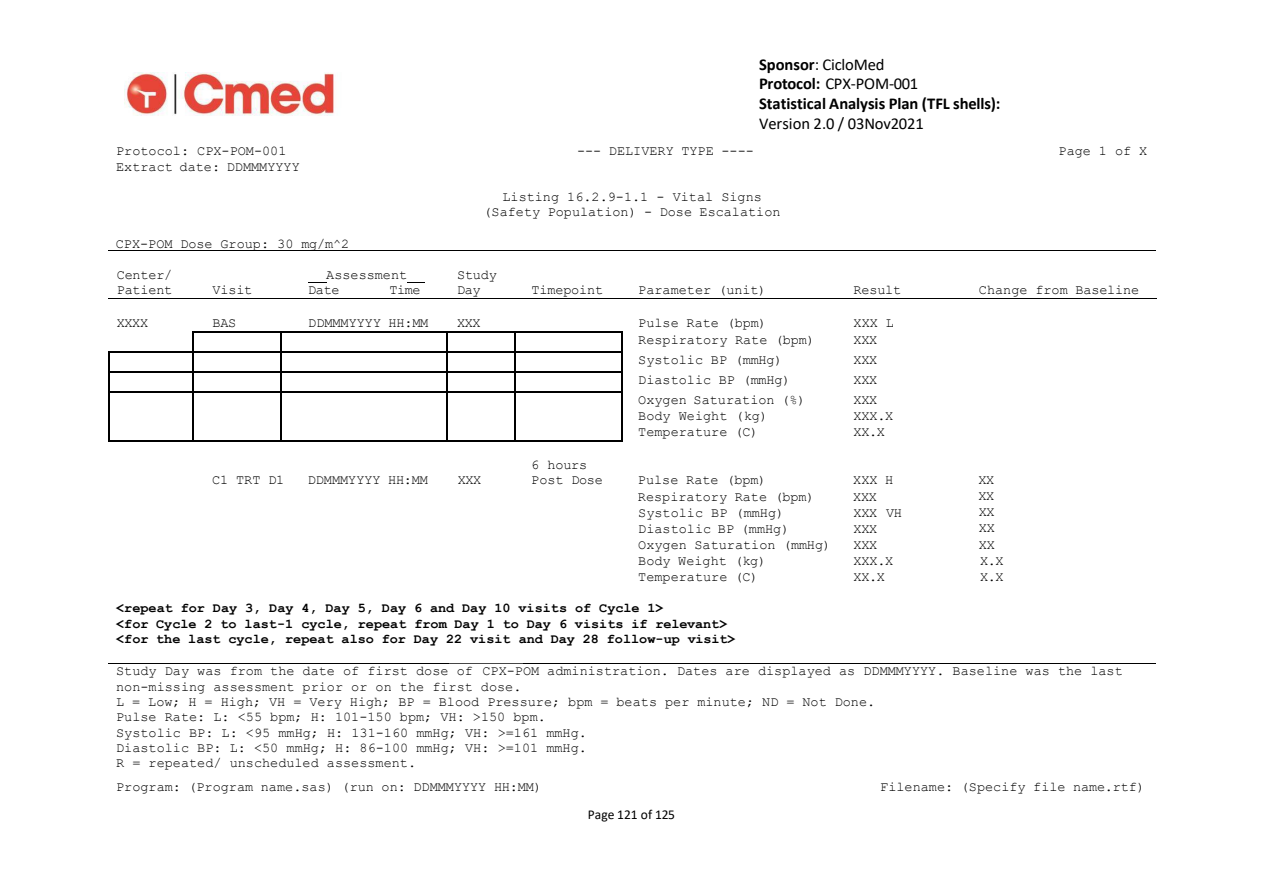 Cmed
Sponsor: CicloMed
Protocol: CPX-POM-001
Statistical Analysis Plan (TFL shells):
Version 2.0 / 03Nov2021
Protocol: CPX-POM-001 --- DELIVERY TYPE ---- Page 1 of X
Extract date: DDMMMYYYY
Listing 16.2.9-1.1 - Vital Signs
(Safety Population) - Dose Escalation
CPX-POM Dose Group: 30 mg/m^2
Center/ __Assessment__ Study
Patient Visit Date Time Day Timepoint Parameter (unit) Result Change from Baseline
XXXX BAS DDMMMYYYY HH:MM XXX Pulse Rate (bpm) XXX L
Respiratory Rate (bpm) XXX
Systolic BP (mmHg) XXX
Diastolic BP (mmHg) XXX
Oxygen Saturation (%) XXX
Body Weight (kg) XXX.X
Temperature (C) XX.X
6 hours
C1 TRT D1 DDMMMYYYY HH:MM XXX Post Dose Pulse Rate (bpm) XXX H XX
Respiratory Rate (bpm) XXX XX
Systolic BP (mmHg) XXX VH XX
Diastolic BP (mmHg) XXX XX
Oxygen Saturation (mmHg) XXX XX
Body Weight (kg) XXX.X X.X
Temperature (C) XX.X X.X
<repeat for Day 3, Day 4, Day 5, Day 6 and Day 10 visits of Cycle 1>
<for Cycle 2 to last-1 cycle, repeat from Day 1 to Day 6 visits if relevant>
<for the last cycle, repeat also for Day 22 visit and Day 28 follow-up visit>
Study Day was from the date of first dose of CPX-POM administration. Dates are displayed as DDMMMYYYY. Baseline was the last
non-missing assessment prior or on the first dose.
L = Low; H = High; VH = Very High; BP = Blood Pressure; bpm = beats per minute; ND = Not Done.
Pulse Rate: L: <55 bpm; H: 101-150 bpm; VH: >150 bpm.
Systolic BP: L: <95 mmHg; H: 131-160 mmHg; VH: >=161 mmHg.
Diastolic BP: L: <50 mmHg; H: 86-100 mmHg; VH: >=101 mmHg.
R = repeated/ unscheduled assessment.
Program: (Program name.sas) (run on: DDMMMYYYY HH:MM) Filename: (Specify file name.rtf)
Page 121 of 125